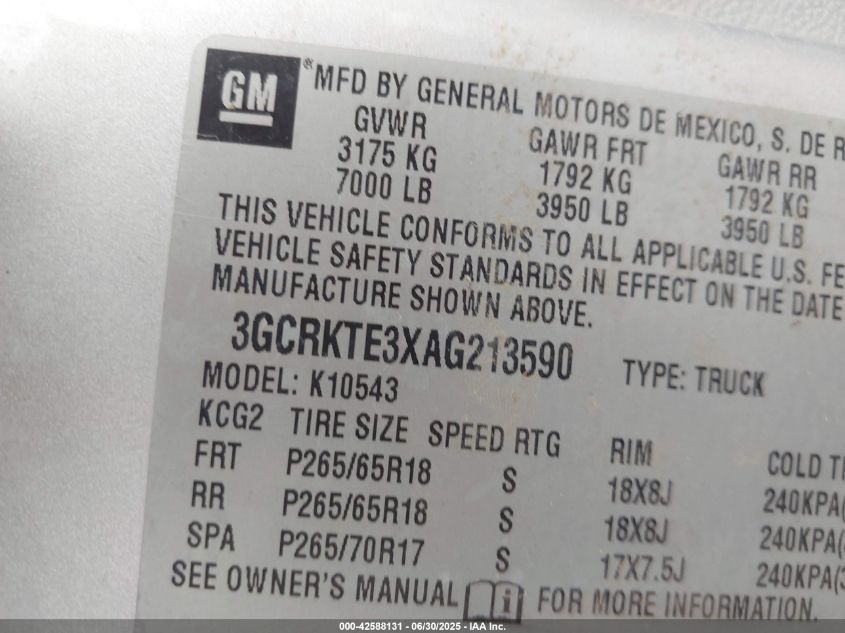 GM® MFD BY GENERAL MOTORS DE MEXICO, S. DE R
GVWR GAWR FRT GAWR RR
3175 KG 1792 KG 1792 KG
7000 LB 3950 LB 3950 LB
THIS VEHICLE CONFORMS TO ALL APPLICABLE U.S. FE
VEHICLE SAFETY STANDARDS IN EFFECT ON THE DATE
MANUFACTURE SHOWN ABOVE.
3GCRKTE3XAG213590 TYPE: TRUCK
MODEL: K10543
KCG2 TIRE SIZE SPEED RTG RIM COLD TI
FRT P265/65R18 S 18X8J 240KPA(
RR P265/65R18 S 18X8J 240KPA(
SPA P265/70R17 S 17X7.5J 240KPA(3
SEE OWNER'S MANUAL i FOR MORE INFORMATION.
000-42588131 - 06/30/2025 - IAA Inc.